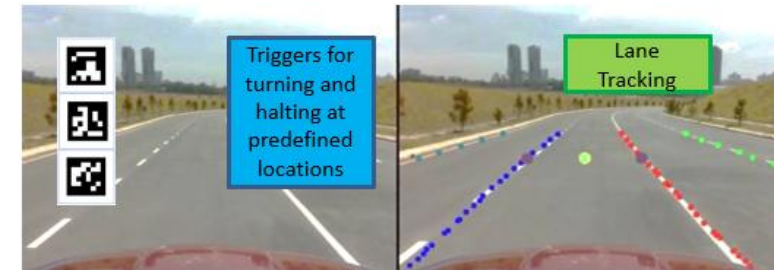 Triggers for
turning and
halting at
predefined
locations
Lane
Tracking